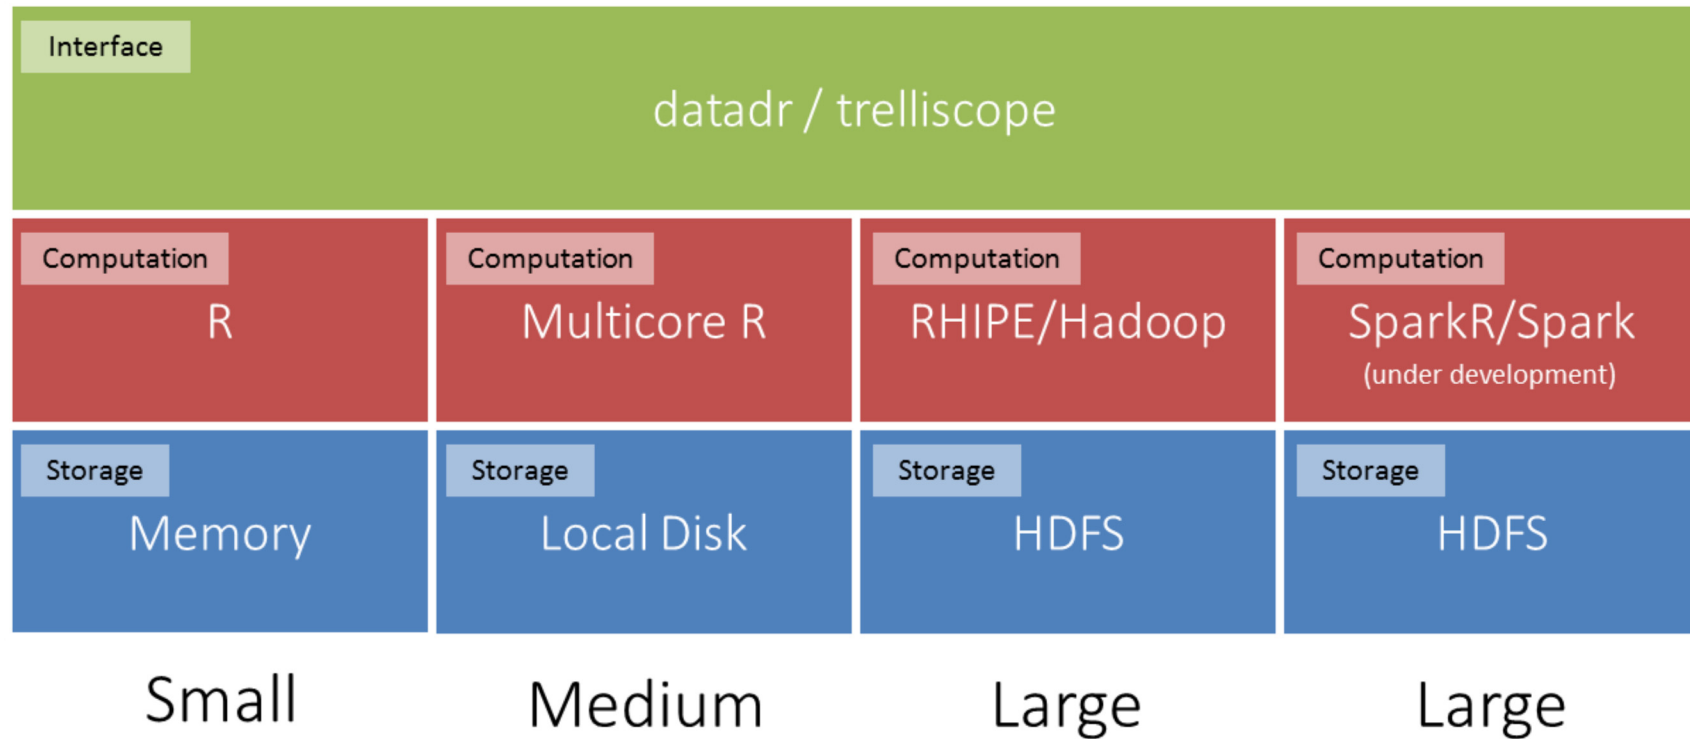 Interface
datadr / trelliscope
Computation
R
Computation
Multicore R
Computation
RHIPE/Hadoop
Computation
SparkR/Spark
(under development)
Storage
Memory
Storage
Local Disk
Storage
HDFS
Storage
HDFS
Small
Medium
Large
Large